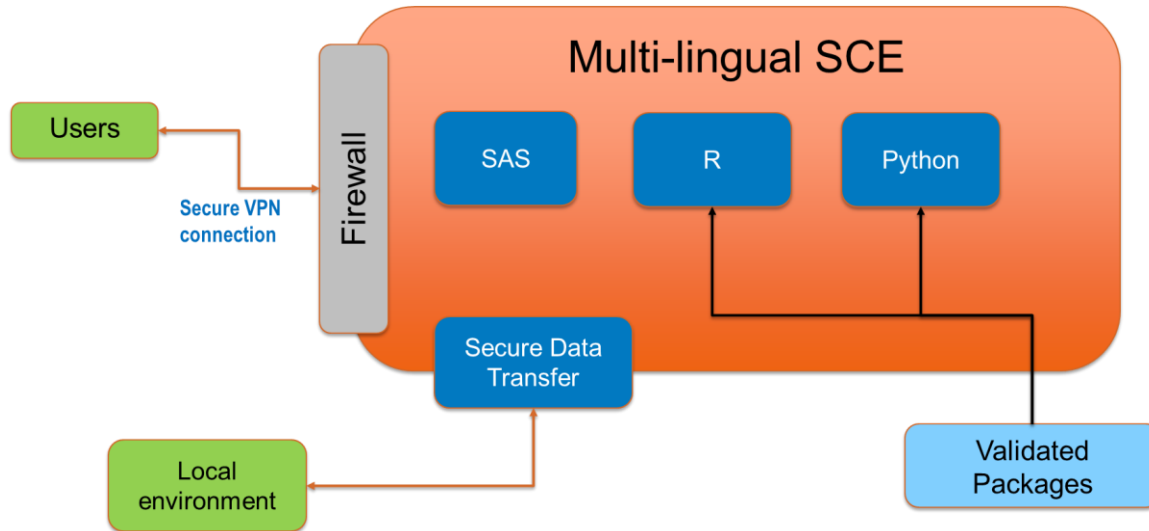 Multi-lingual SCE
Users
Firewall
SAS
R
Python
Secure VPN
connection
Secure Data
Transfer
Local
environment
Validated
Packages